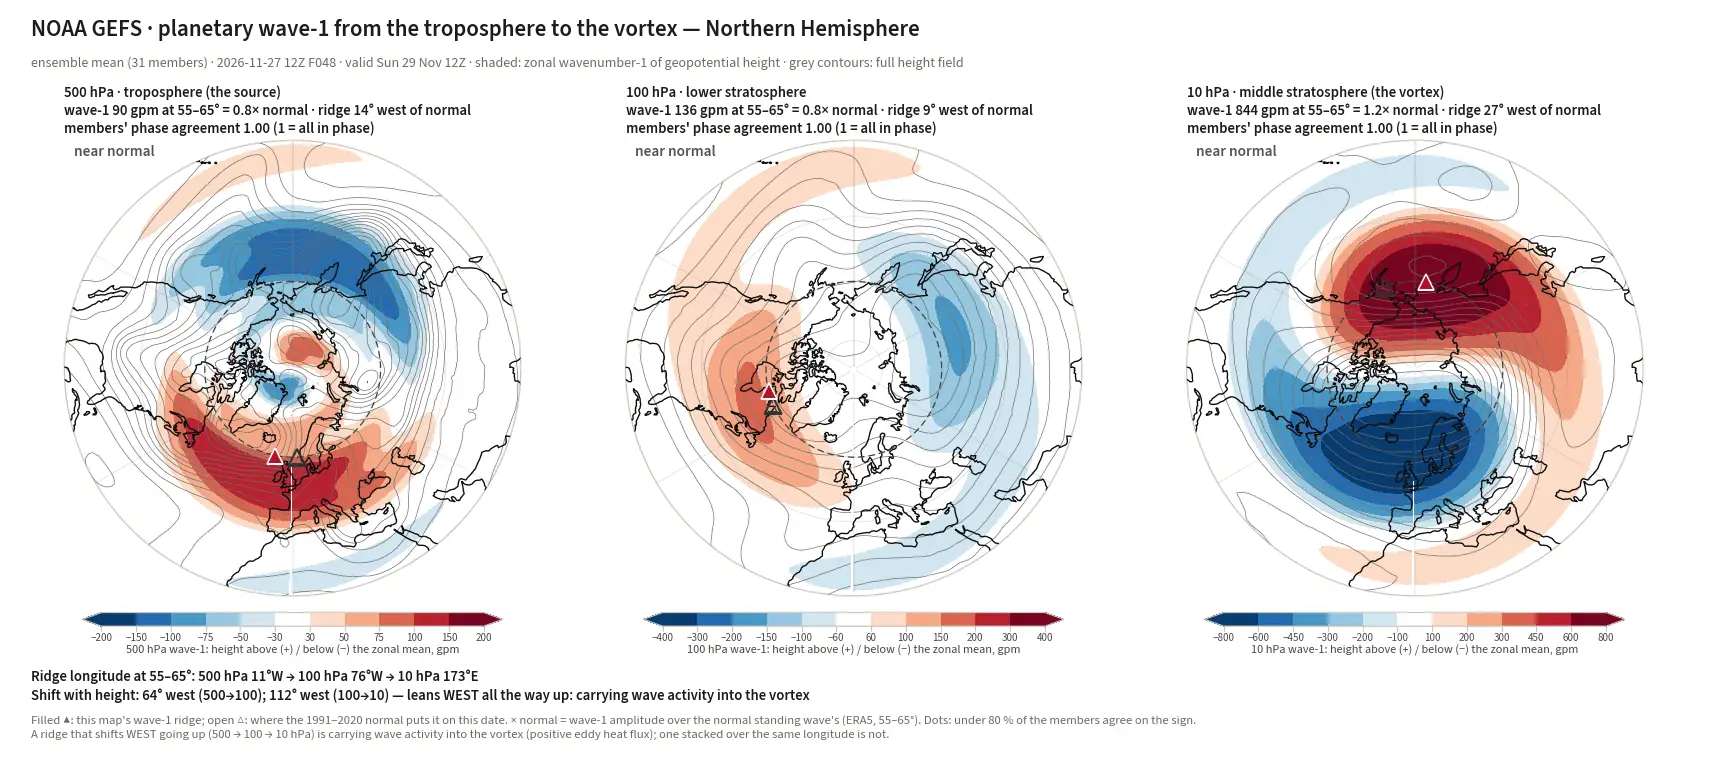 NOAA GEFS · planetary wave-1 from the troposphere to the vortex — Northern Hemisphere
ensemble mean (31 members) · 2026-11-27 12Z F048 · valid Sun 29 Nov 12Z · shaded: zonal wavenumber-1 of geopotential height · grey contours: full height field
500 hPa · troposphere (the source)
wave-1 90 gpm at 55–65° = 0.8× normal · ridge 14° west of normal
members' phase agreement 1.00 (1 = all in phase)
near normal
100 hPa · lower stratosphere
wave-1 136 gpm at 55–65° = 0.8× normal · ridge 9° west of normal
members' phase agreement 1.00 (1 = all in phase)
near normal
10 hPa · middle stratosphere (the vortex)
wave-1 844 gpm at 55–65° = 1.2× normal · ridge 27° west of normal
members' phase agreement 1.00 (1 = all in phase)
near normal
−200 −150 −100 −75 −50 −30 30 50 75 100 150 200
500 hPa wave-1: height above (+) / below (−) the zonal mean, gpm
−400 −300 −200 −150 −100 −60 60 100 150 200 300 400
100 hPa wave-1: height above (+) / below (−) the zonal mean, gpm
−800 −600 −450 −300 −200 −100 100 200 300 450 600 800
10 hPa wave-1: height above (+) / below (−) the zonal mean, gpm
Ridge longitude at 55–65°: 500 hPa 11°W → 100 hPa 76°W → 10 hPa 173°E
Shift with height: 64° west (500→100); 112° west (100→10) — leans WEST all the way up: carrying wave activity into the vortex
Filled ▲: this map's wave-1 ridge; open △: where the 1991–2020 normal puts it on this date. × normal = wave-1 amplitude over the normal standing wave's (ERA5, 55–65°). Dots: under 80 % of the members agree on the sign.
A ridge that shifts WEST going up (500 → 100 → 10 hPa) is carrying wave activity into the vortex (positive eddy heat flux); one stacked over the same longitude is not.